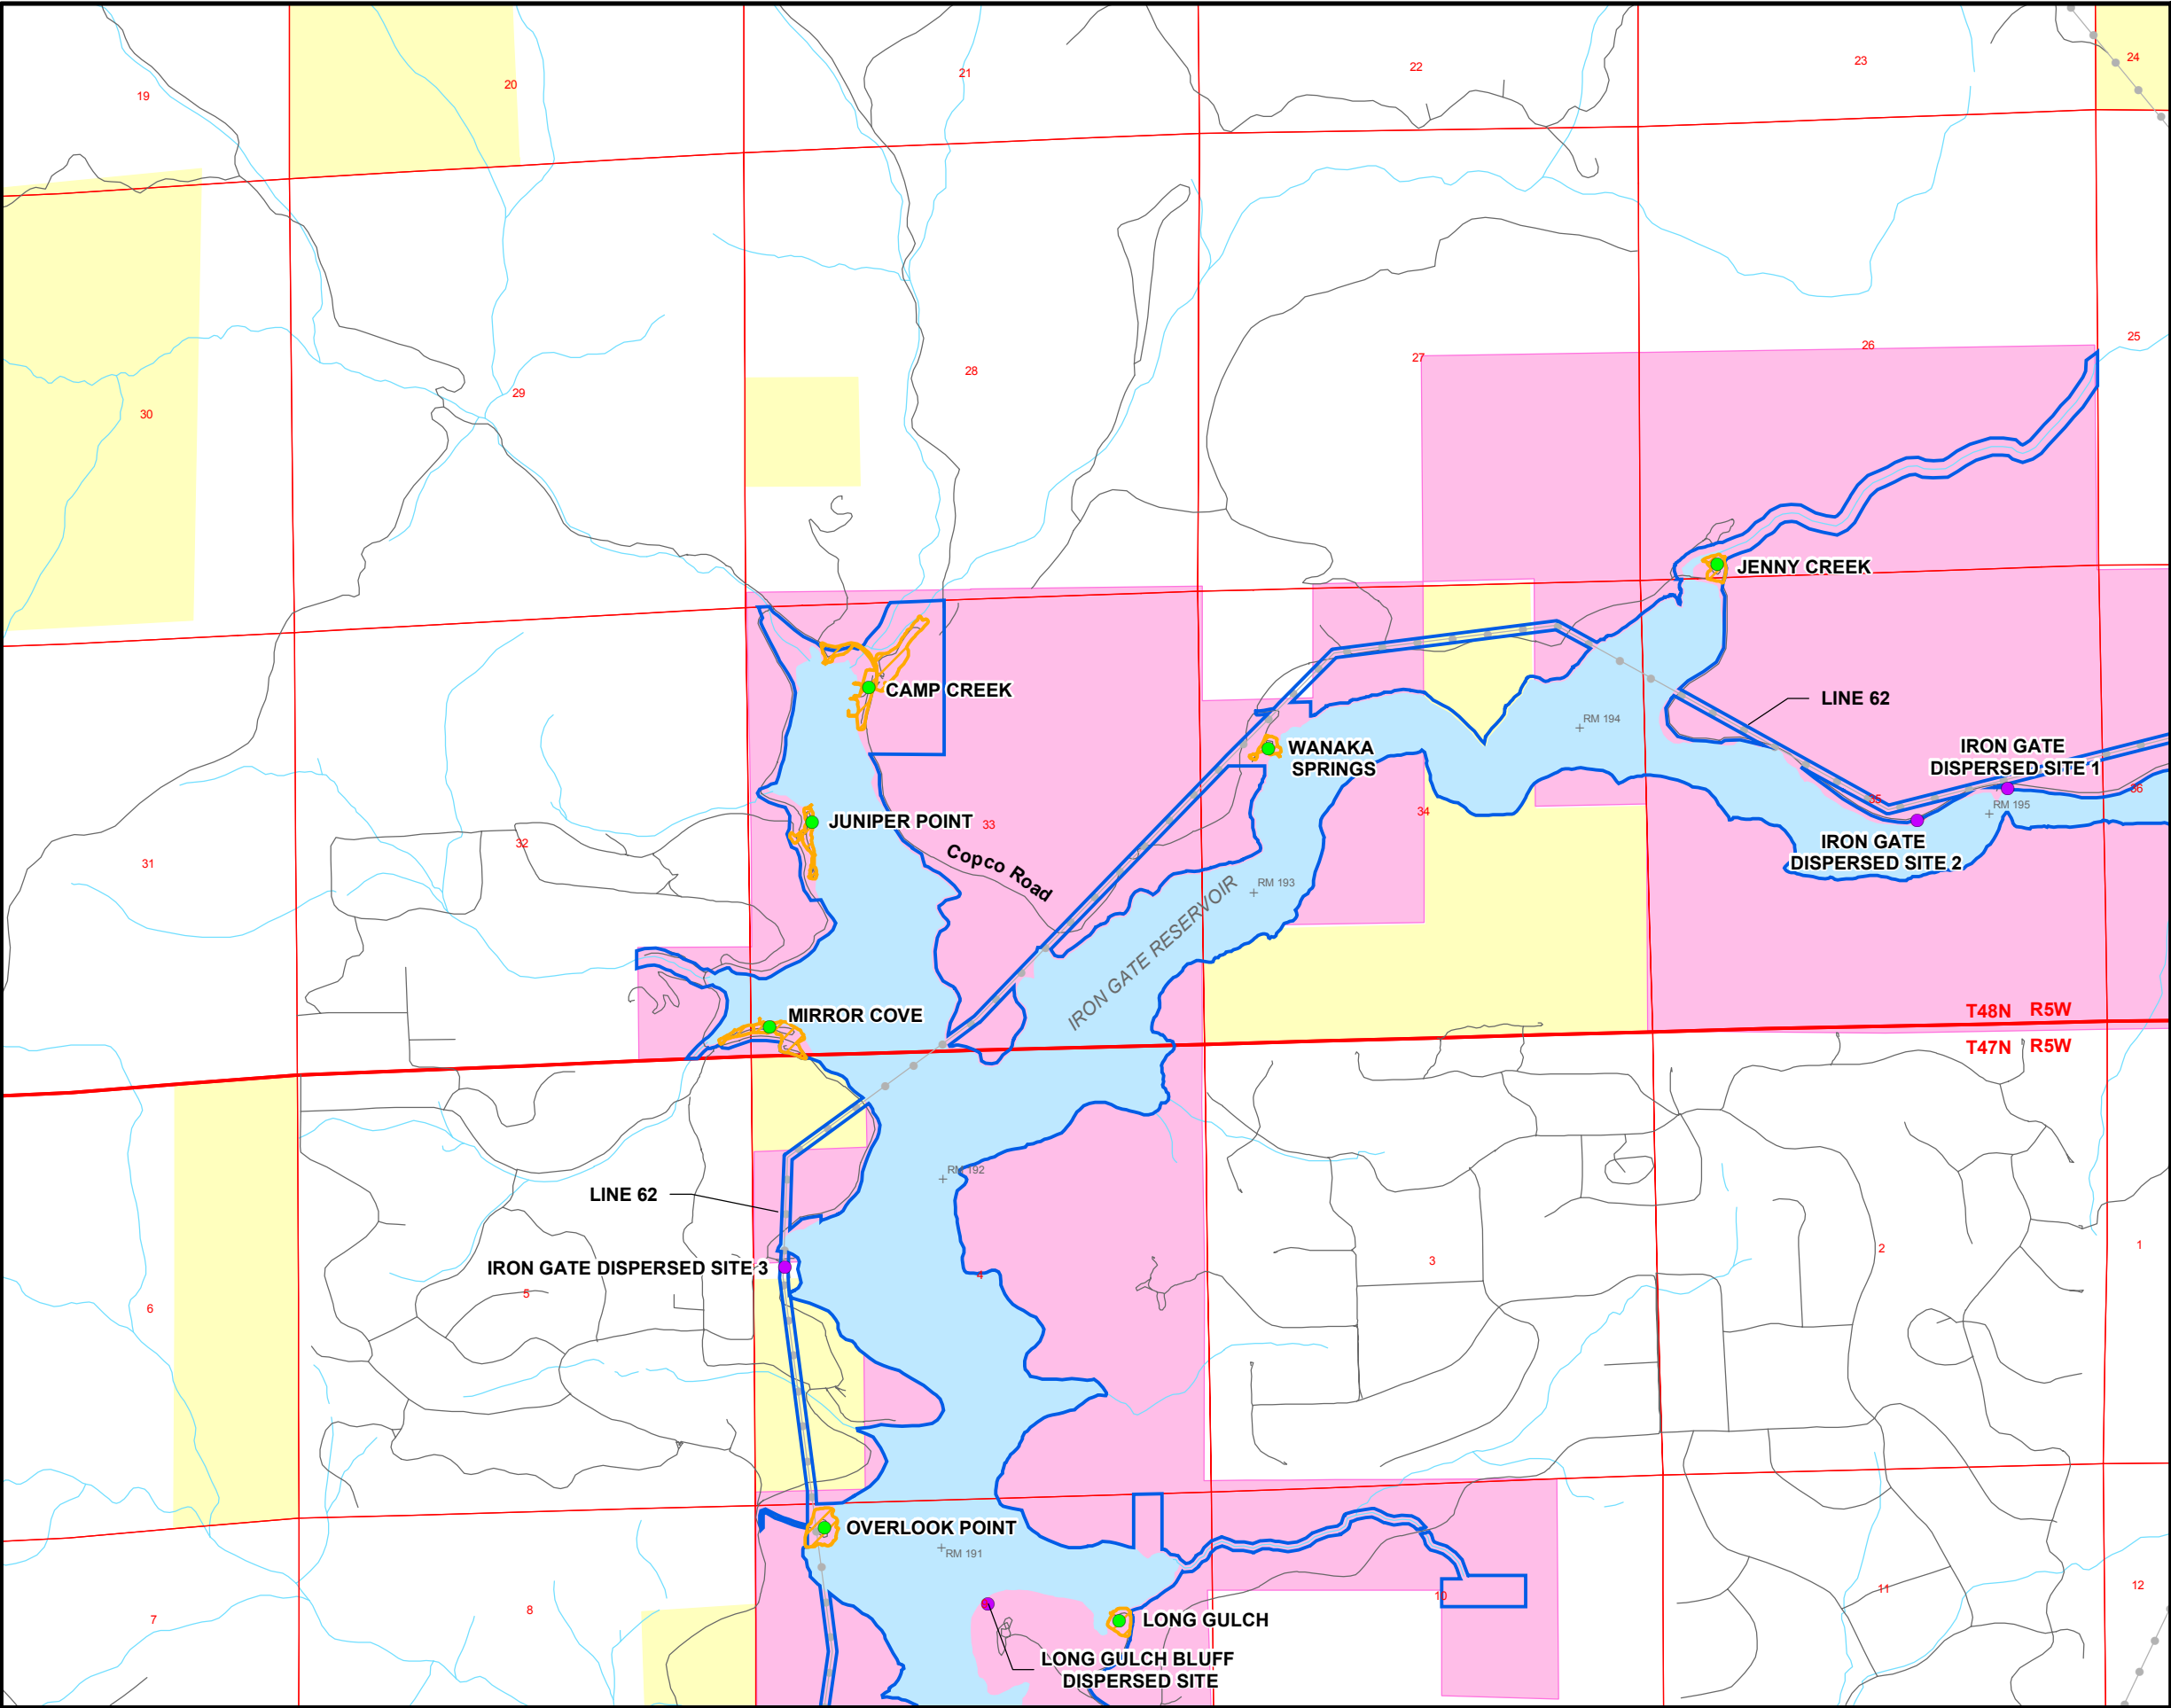 19
20
21
22
23
24
30
29
28
27
26
25
JENNY CREEK
CAMP CREEK
LINE 62
RM 194
WANAKA
SPRINGS
IRON GATE
DISPERSED SITE 1
35
36
RM 195
JUNIPER POINT
33
34
31
32
Copco Road
IRON GATE
DISPERSED SITE 2
RM 193
IRON GATE RESERVOIR
MIRROR COVE
T48N R5W
T47N R5W
RM 192
LINE 62
IRON GATE DISPERSED SITE 3
6
5
4
3
2
1
OVERLOOK POINT
RM 191
7
8
10
11
12
LONG GULCH
LONG GULCH BLUFF
DISPERSED SITE